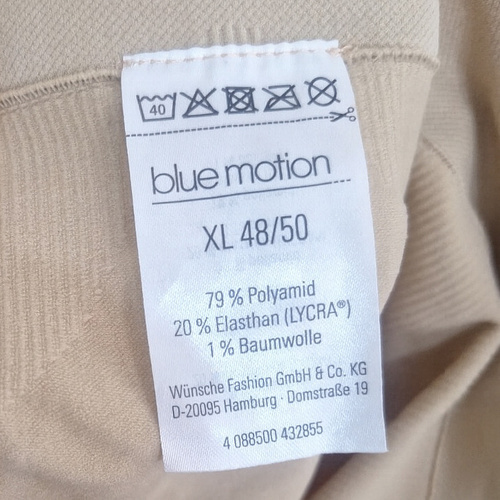 40
blue motion
XL 48/50
79 % Polyamid
20 % Elasthan (LYCRA®)
1 % Baumwolle
Wünsche Fashion GmbH & Co. KG
D-20095 Hamburg · Domstraße 19
4 088500 432855